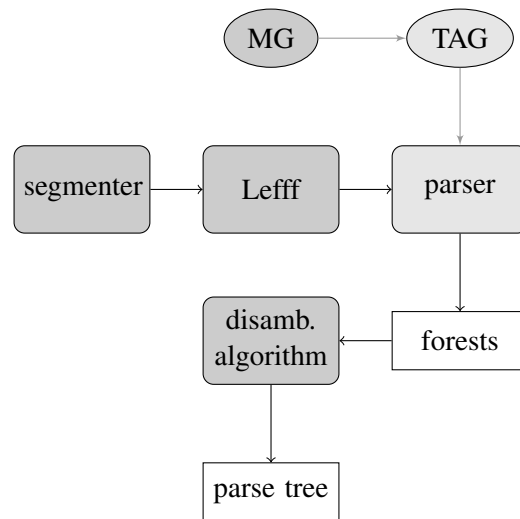 MG
TAG
segmenter
Lefff
parser
disamb.
algorithm
forests
parse tree